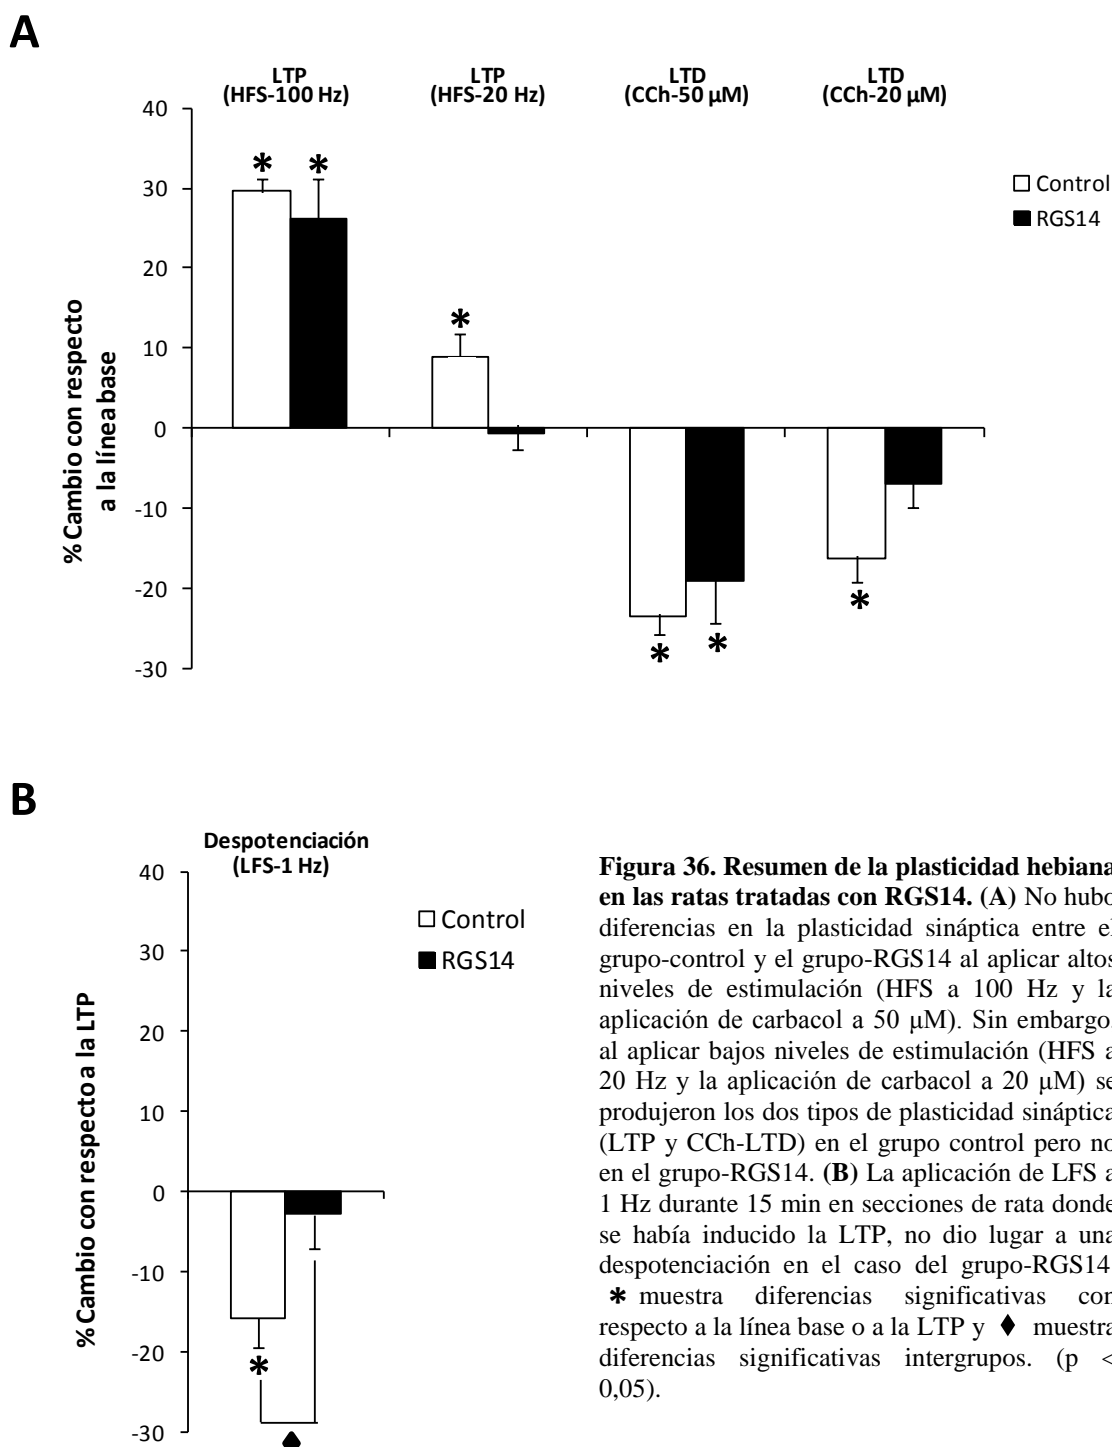 A
LTP
(HFS-100 Hz)
LTP
(HFS-20 Hz)
LTD
(CCh-50 µM)
LTD
(CCh-20 µM)
40
30
20
10
0
-10
-20
-30
% Cambio con respecto
a la línea base
* * * * * *
Control
RGS14
B
Despotenciación
(LFS-1 Hz)
40
30
20
10
0
-10
-20
-30
% Cambio con respecto a la LTP
*
♦
Control
RGS14
Figura 36. Resumen de la plasticidad hebiana
en las ratas tratadas con RGS14. (A) No hubo
diferencias en la plasticidad sináptica entre el
grupo-control y el grupo-RGS14 al aplicar altos
niveles de estimulación (HFS a 100 Hz y la
aplicación de carbacol a 50 µM). Sin embargo,
al aplicar bajos niveles de estimulación (HFS a
20 Hz y la aplicación de carbacol a 20 µM) se
produjeron los dos tipos de plasticidad sináptica
(LTP y CCh-LTD) en el grupo control pero no
en el grupo-RGS14. (B) La aplicación de LFS a
1 Hz durante 15 min en secciones de rata donde
se había inducido la LTP, no dio lugar a una
despotenciación en el caso del grupo-RGS14
* muestra diferencias significativas con
respecto a la línea base o a la LTP y ♦ muestra
diferencias significativas intergrupos. (p <
0,05).